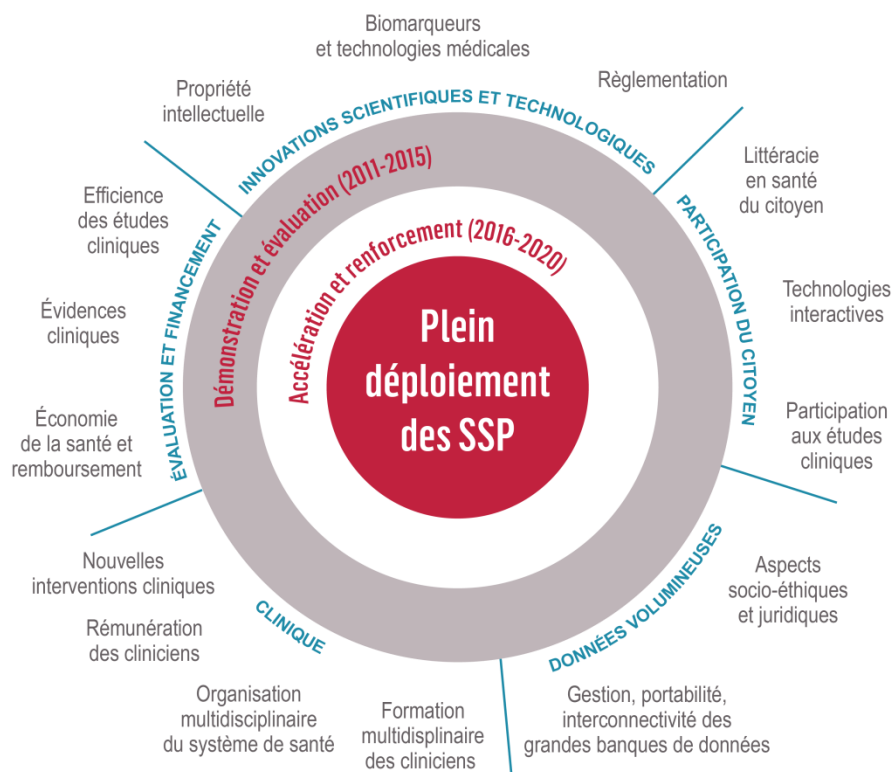 Biomarqueurs
et technologies médicales
Propriété
intellectuelle
Règlementation
INNOVATIONS SCIENTIFIQUES ET TECHNOLOGIQUES
Littéracie
en santé
du citoyen
Technologies
interactives
Participation
aux études
cliniques
PARTICIPATION DU CITOYEN
Aspects
socio-éthiques
et juridiques
Gestion, portabilité,
interconnectivité des
grandes banques de données
DONNÉES VOLUMINEUSES
Formation
multidisplinaire
des cliniciens
Organisation
multidisciplinaire
du système de santé
Rémunération
des cliniciens
Nouvelles
interventions cliniques
CLINIQUE
Économie
de la santé et
remboursement
Évidences
cliniques
Efficience
des études
cliniques
ÉVALUATION ET FINANCEMENT
Démonstration et évaluation (2011-2015)
Accélération et renforcement (2016-2020)
Plein
déploiement
des SSP